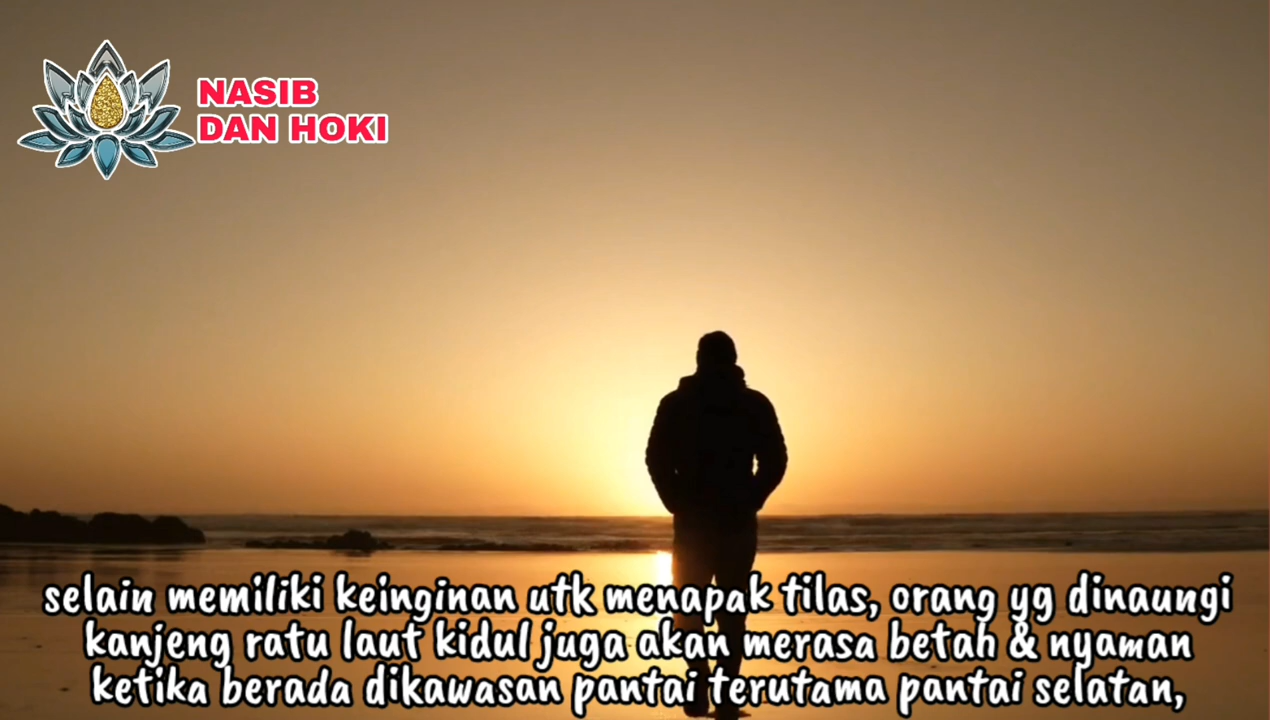 NASIB
DAN HOKI
selain memiliki keinginan utk menapak tilas, orang yg dinaungi
kanjeng ratu laut kidul juga akan merasa betah & nyaman
ketika berada dikawasan pantai terutama pantai selatan,